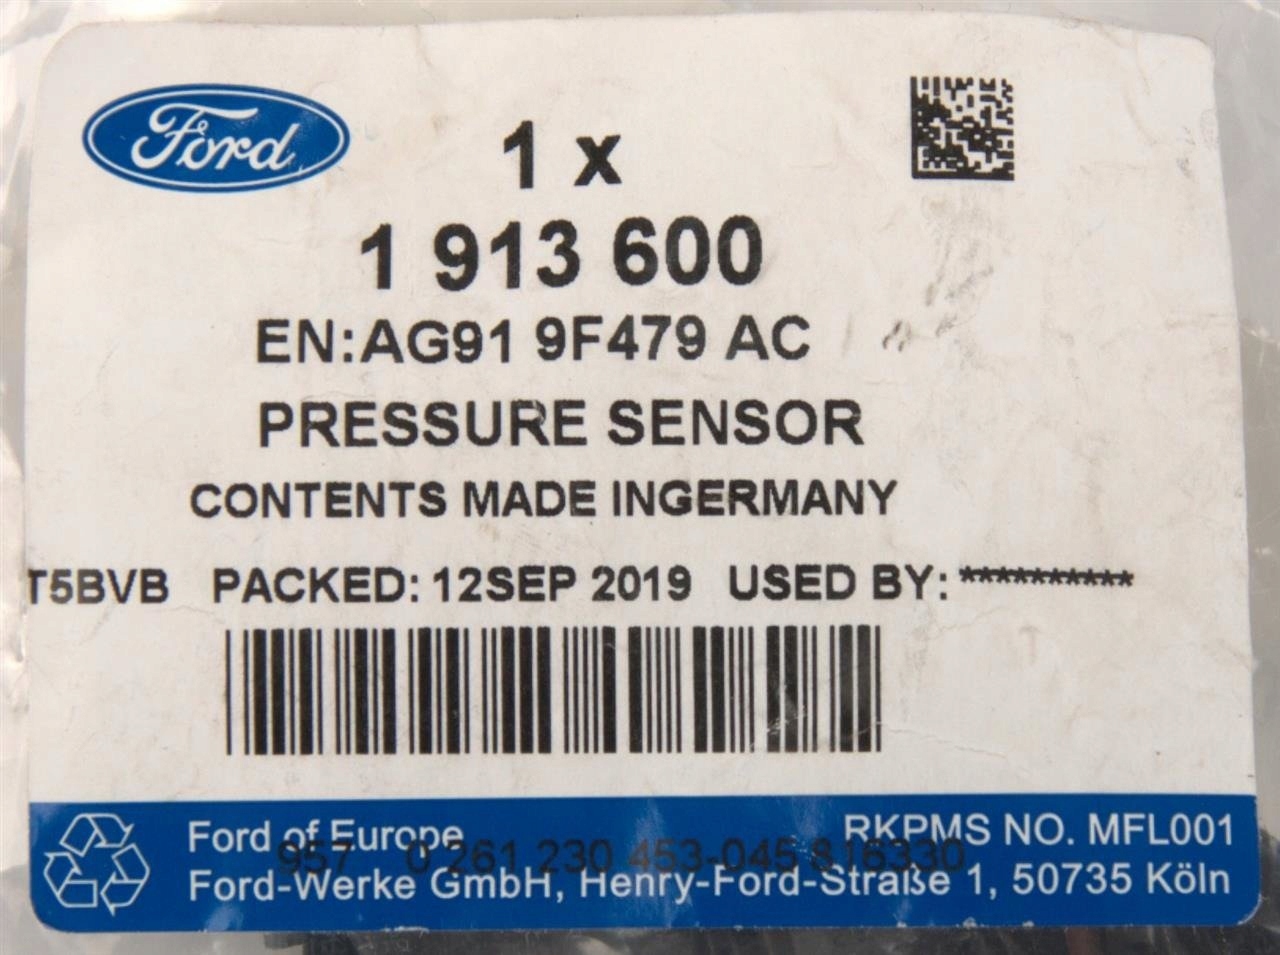 Ford
1 x
1 913 600
EN:AG91 9F479 AC
PRESSURE SENSOR
CONTENTS MADE INGERMANY
T5BVB PACKED: 12SEP 2019 USED BY: **********
Ford of Europe RKPMS NO. MFL001
957 0 261 230 453-045 816330
Ford-Werke GmbH, Henry-Ford-Straße 1, 50735 Köln